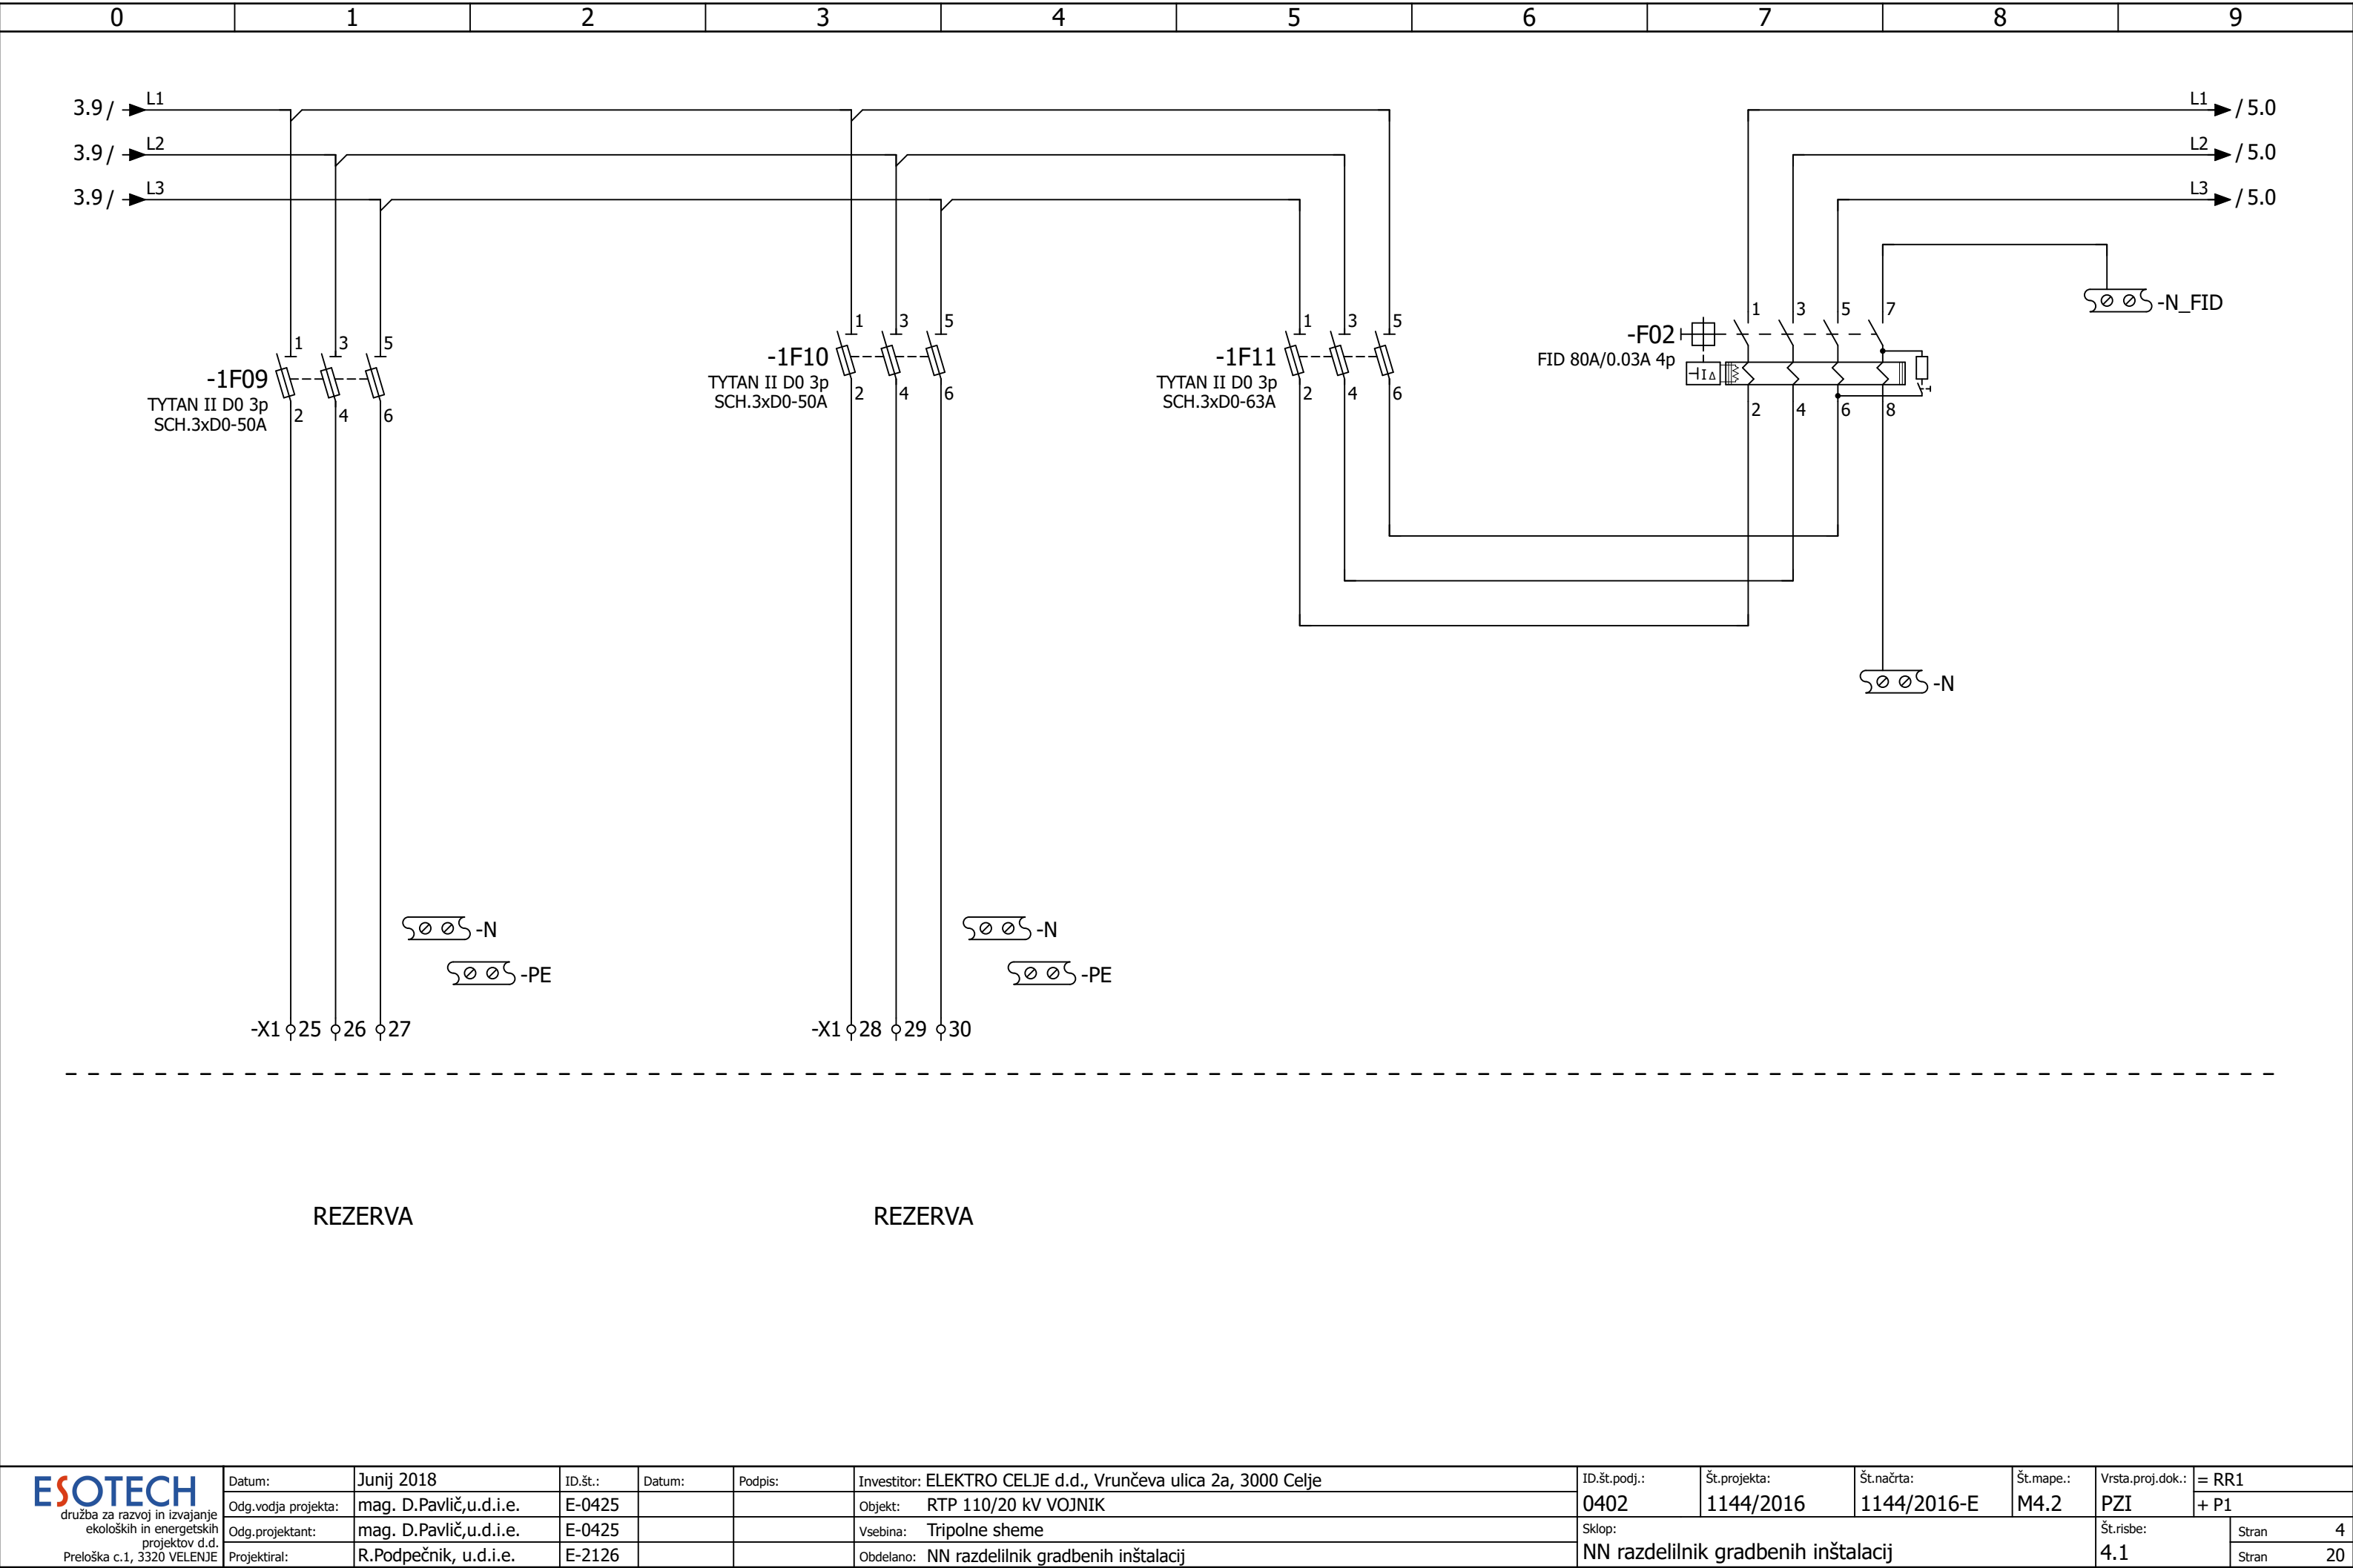 0 1 2 3 4 5 6 7 8 9
3.9 / L1
3.9 / L2
3.9 / L3
L1 / 5.0
L2 / 5.0
L3 / 5.0
-N_FID
-1F09
TYTAN II D0 3p
SCH.3xD0-50A
1 3 5
2 4 6
-1F10
TYTAN II D0 3p
SCH.3xD0-50A
1 3 5
2 4 6
-1F11
TYTAN II D0 3p
SCH.3xD0-63A
1 3 5
2 4 6
-F02
FID 80A/0.03A 4p
I Δ
1 3 5 7
2 4 6 8
-N
-N
-PE
-N
-PE
-X1 25 26 27
-X1 28 29 30
REZERVA
REZERVA
ESOTECH
družba za razvoj in izvajanje
ekoloških in energetskih
projektov d.d.
Preloška c.1, 3320 VELENJE
Datum: Junij 2018 ID.št.: Datum: Podpis:
Odg.vodja projekta: mag. D.Pavlič,u.d.i.e. E-0425
Odg.projektant: mag. D.Pavlič,u.d.i.e. E-0425
Projektiral: R.Podpečnik, u.d.i.e. E-2126
Investitor: ELEKTRO CELJE d.d., Vrunčeva ulica 2a, 3000 Celje
Objekt: RTP 110/20 kV VOJNIK
Vsebina: Tripolne sheme
Obdelano: NN razdelilnik gradbenih inštalacij
ID.št.podj.: 0402
Št.projekta: 1144/2016
Št.načrta: 1144/2016-E
Št.mape.: M4.2
Vrsta.proj.dok.: PZI
= RR1
+ P1
Sklop:
NN razdelilnik gradbenih inštalacij
Št.risbe:
4.1
Stran 4
Stran 20